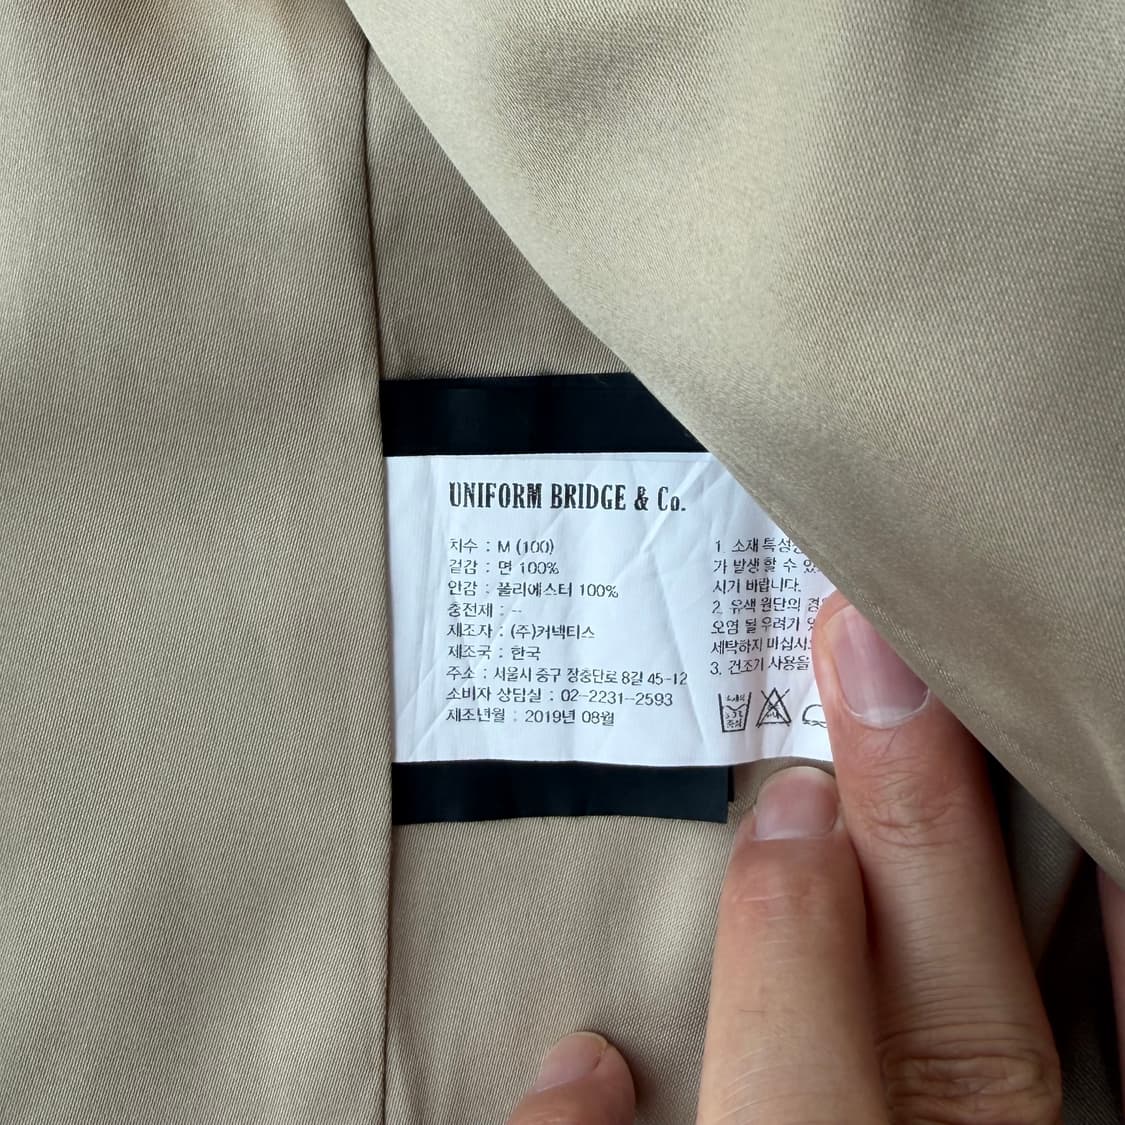 UNIFORM BRIDGE & Co.
치수 : M (100)
겉감 : 면 100%
안감 : 폴리에스터 100%
충전제 : --
제조자 : (주)커넥티스
제조국 : 한국
주소 : 서울시 중구 장충단로 8길 45-12
소비자 상담실 : 02-2231-2593
제조년월 : 2019년 08월
1. 소재 특성상
가 발생 할 수
시기 바랍니다.
2. 유색 원단의
오염 될 우려가
세탁하지 마십시오
3. 건조기 사용을